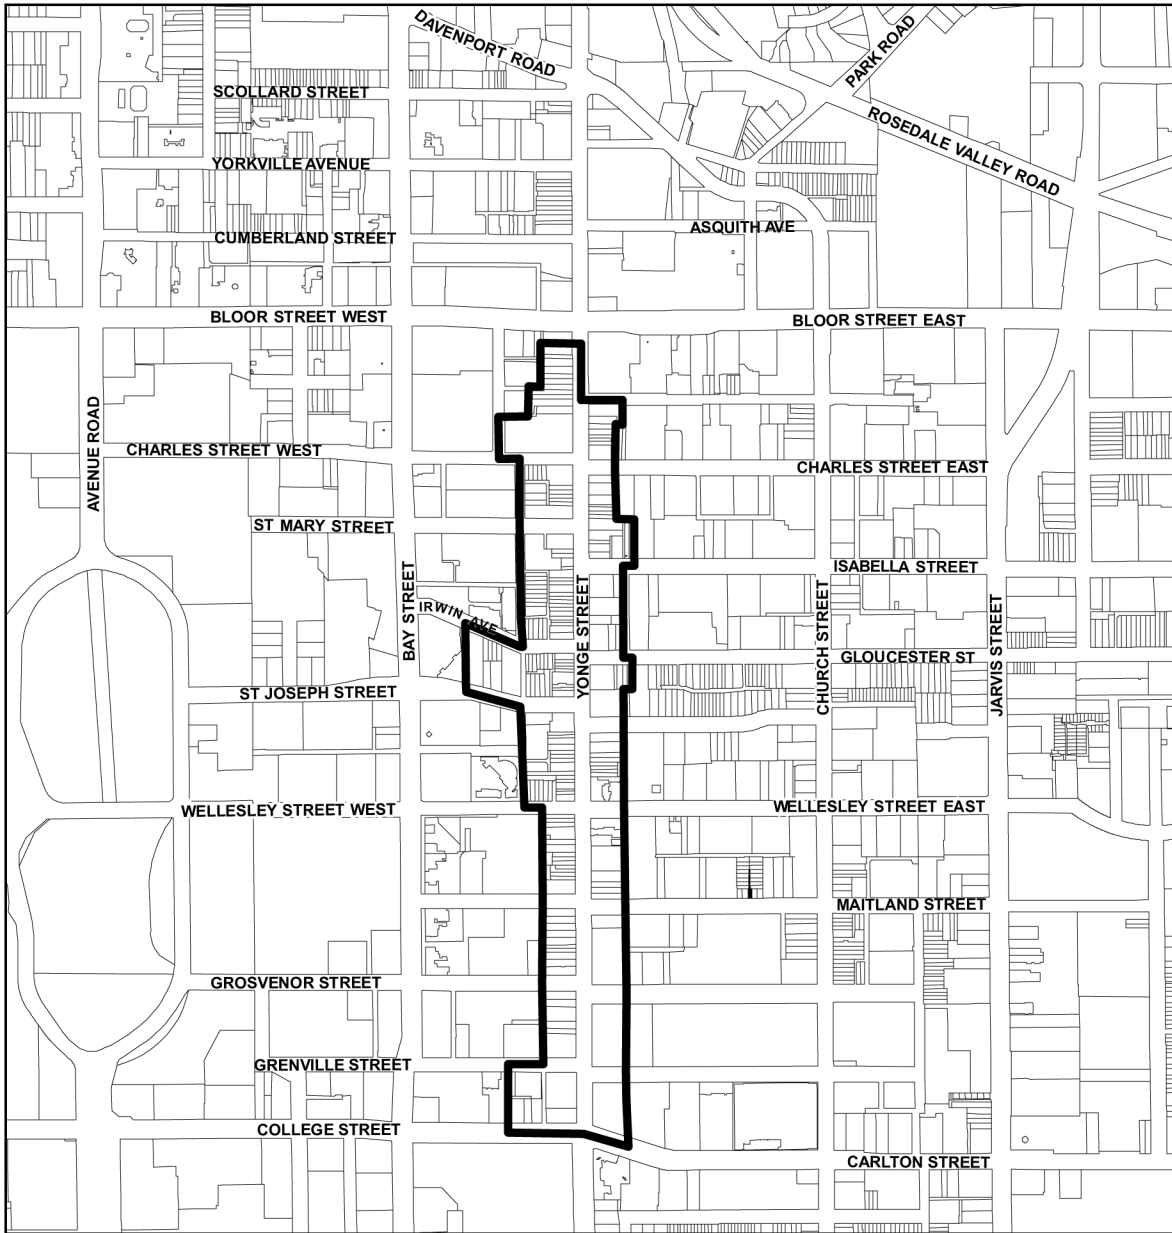 DAVENPORT ROAD
PARK ROAD
SCOLLARD STREET
ROSEDALE VALLEY ROAD
YORKVILLE AVENUE
ASQUITH AVE
CUMBERLAND STREET
BLOOR STREET WEST
BLOOR STREET EAST
AVENUE ROAD
CHARLES STREET WEST
CHARLES STREET EAST
ST MARY STREET
ISABELLA STREET
BAY STREET
IRWIN AVE
YONGE STREET
CHURCH STREET
JARVIS STREET
GLOUCESTER ST
ST JOSEPH STREET
WELLESLEY STREET WEST
WELLESLEY STREET EAST
MAITLAND STREET
GROSVENOR STREET
GRENVILLE STREET
COLLEGE STREET
CARLTON STREET